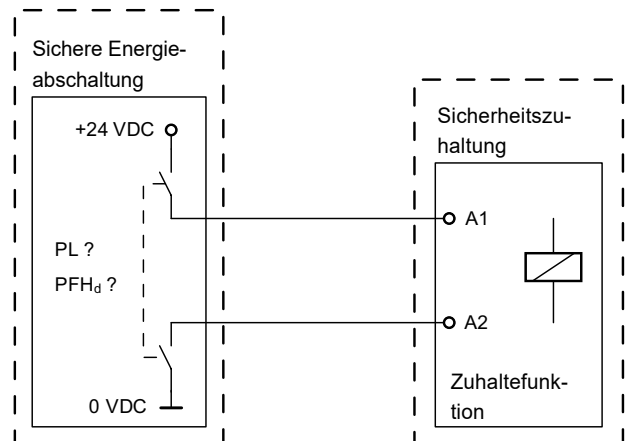 Sichere Energie-
abschaltung
+24 VDC
PL ?
PFHd ?
0 VDC
Sicherheitszu-
haltung
A1
A2
Zuhaltefunk-
tion